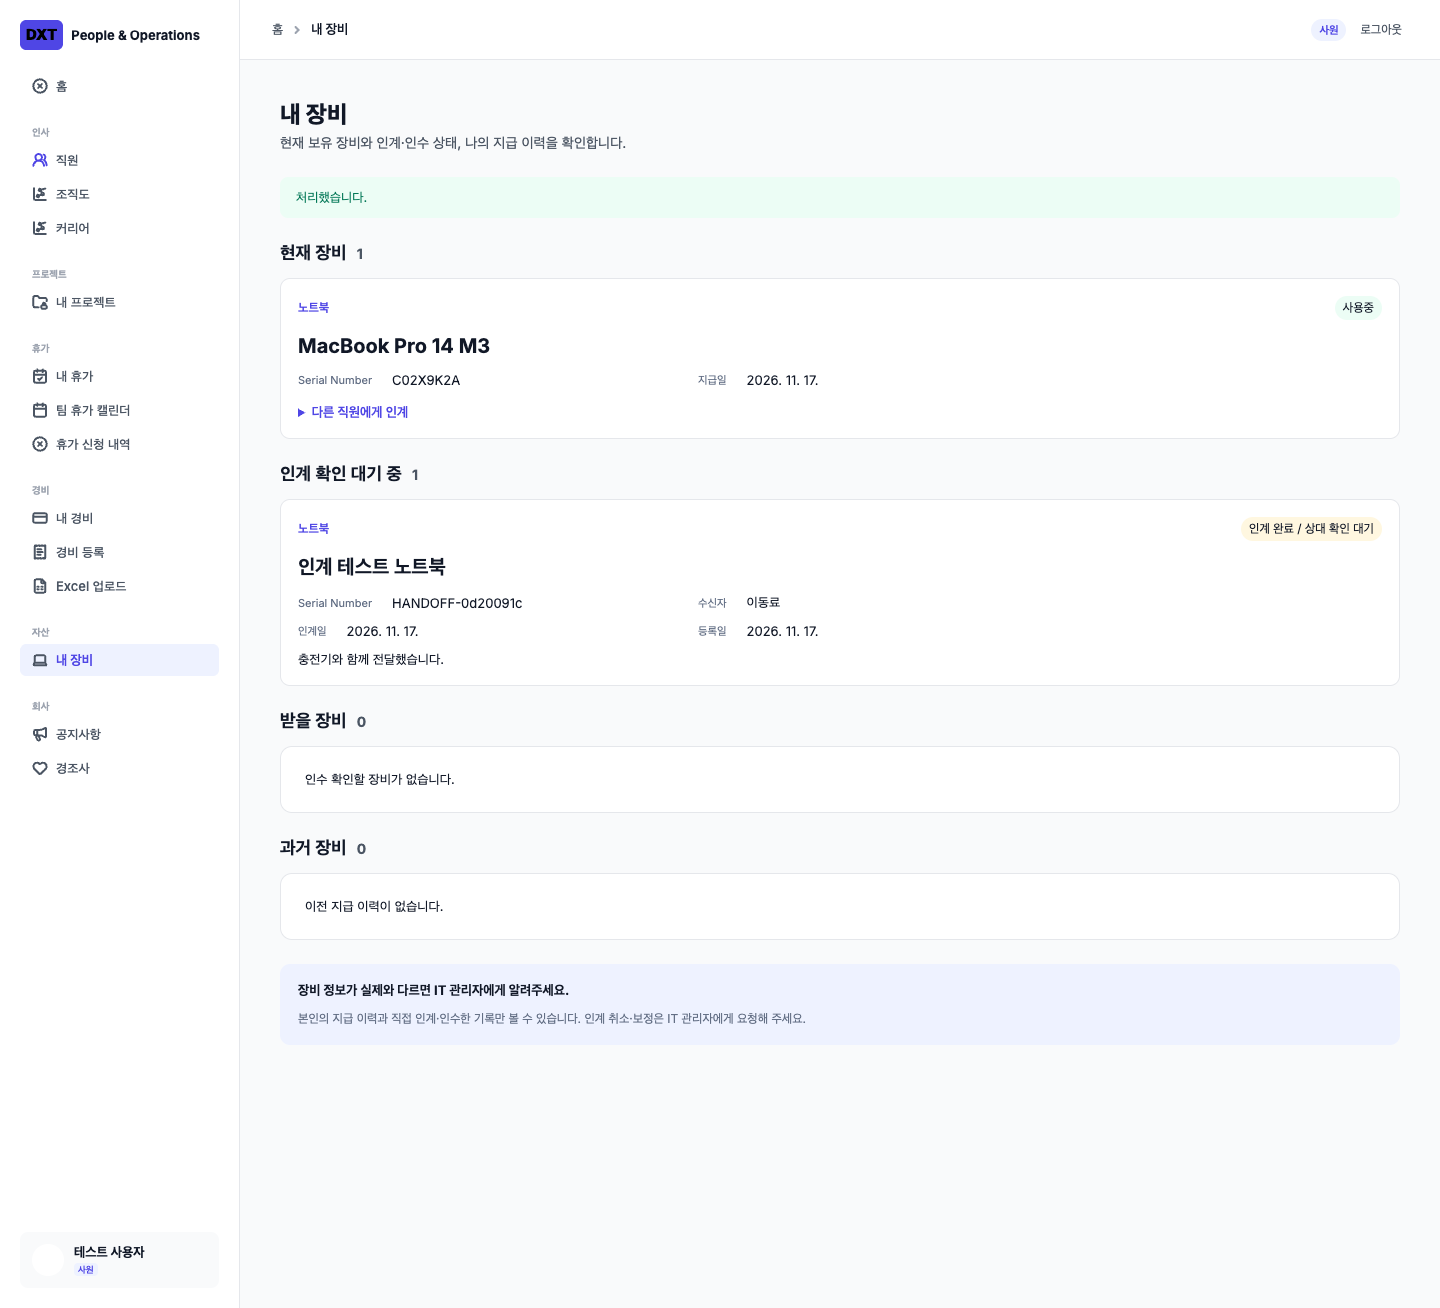 DXT People & Operations
홈
인사
직원
조직도
커리어
프로젝트
내 프로젝트
휴가
내 휴가
팀 휴가 캘린더
휴가 신청 내역
경비
내 경비
경비 등록
Excel 업로드
자산
내 장비
회사
공지사항
경조사
테스트 사용자
사원
홈 > 내 장비
사원 로그아웃
내 장비
현재 보유 장비와 인계·인수 상태, 나의 지급 이력을 확인합니다.
처리했습니다.
현재 장비 1
노트북 사용중
MacBook Pro 14 M3
Serial Number C02X9K2A 지급일 2026. 11. 17.
다른 직원에게 인계
인계 확인 대기 중 1
노트북 인계 완료 / 상대 확인 대기
인계 테스트 노트북
Serial Number HANDOFF-0d20091c 수신자 이동료
인계일 2026. 11. 17. 등록일 2026. 11. 17.
충전기와 함께 전달했습니다.
받을 장비 0
인수 확인할 장비가 없습니다.
과거 장비 0
이전 지급 이력이 없습니다.
장비 정보가 실제와 다르면 IT 관리자에게 알려주세요.
본인의 지급 이력과 직접 인계·인수한 기록만 볼 수 있습니다. 인계 취소·보정은 IT 관리자에게 요청해 주세요.